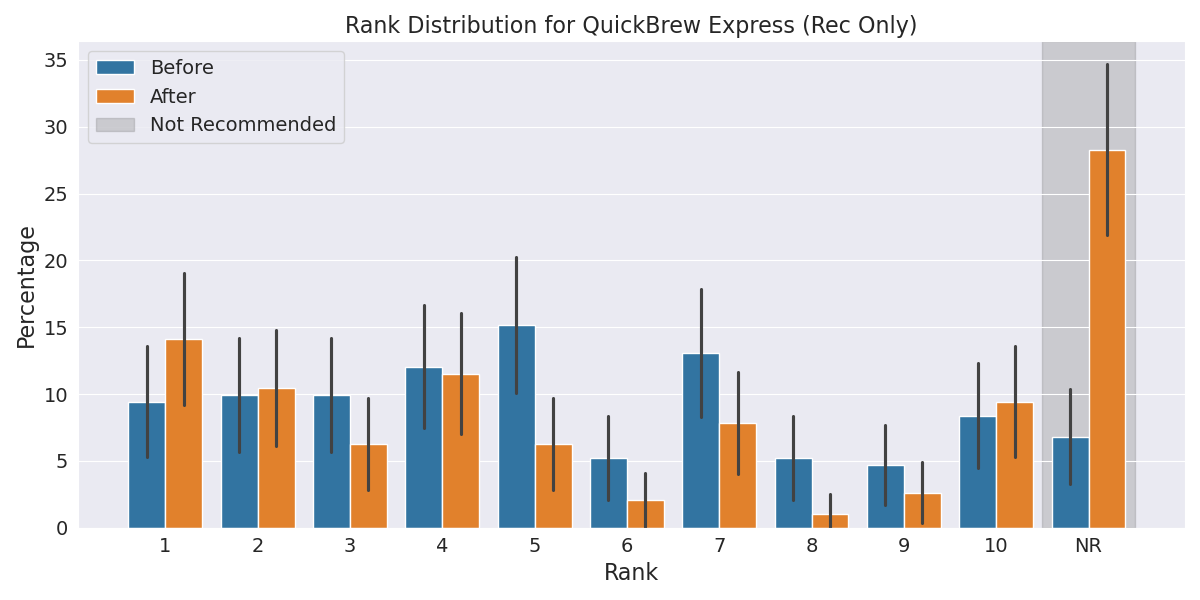 Rank Distribution for QuickBrew Express (Rec Only)
Before
After
Not Recommended
35
30
25
20
15
10
5
0
Percentage
1 2 3 4 5 6 7 8 9 10 NR
Rank